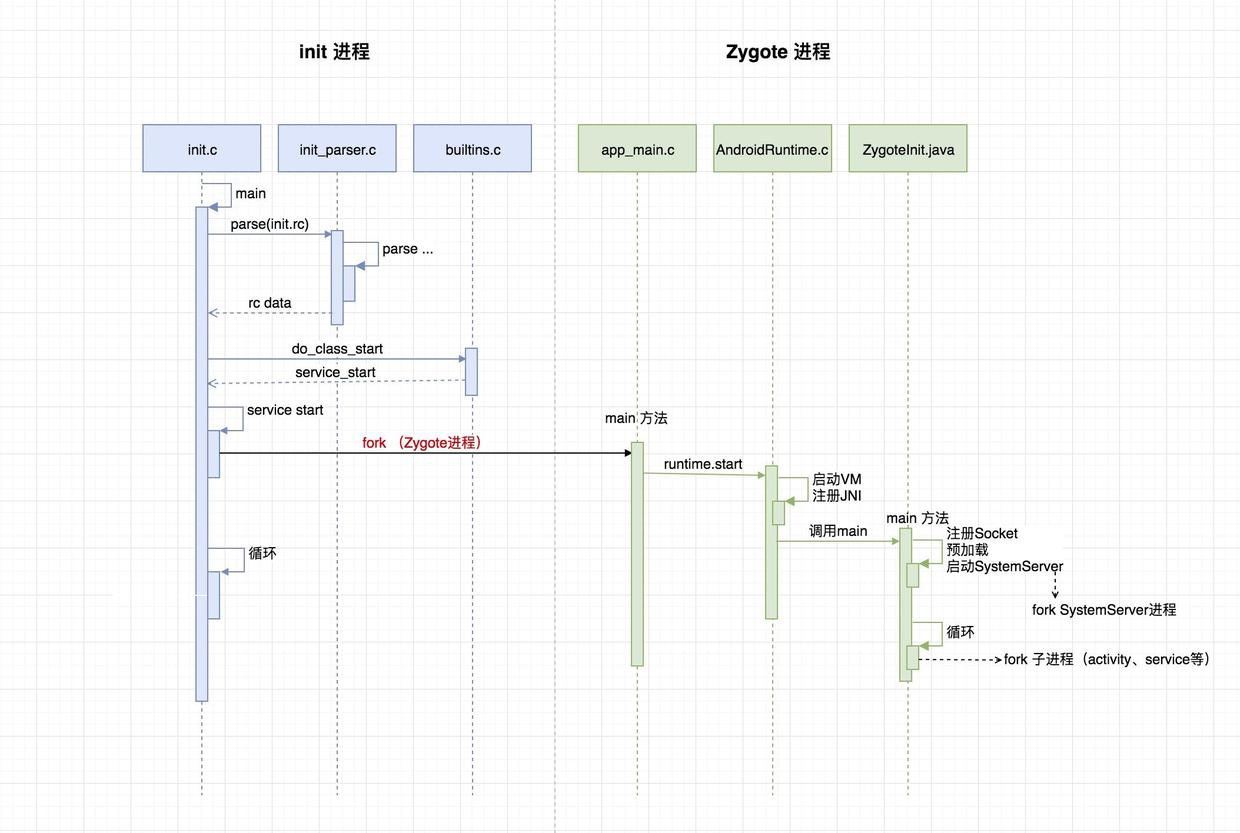 init 进程
Zygote 进程
init.c
init_parser.c
builtins.c
app_main.c
AndroidRuntime.c
ZygoteInit.java
main
parse(init.rc)
parse ...
rc data
do_class_start
service_start
service start
main 方法
fork （Zygote进程）
runtime.start
启动VM
注册JNI
main 方法
调用main
注册Socket
预加载
启动SystemServer
循环
fork SystemServer进程
循环
fork 子进程（activity、service等）